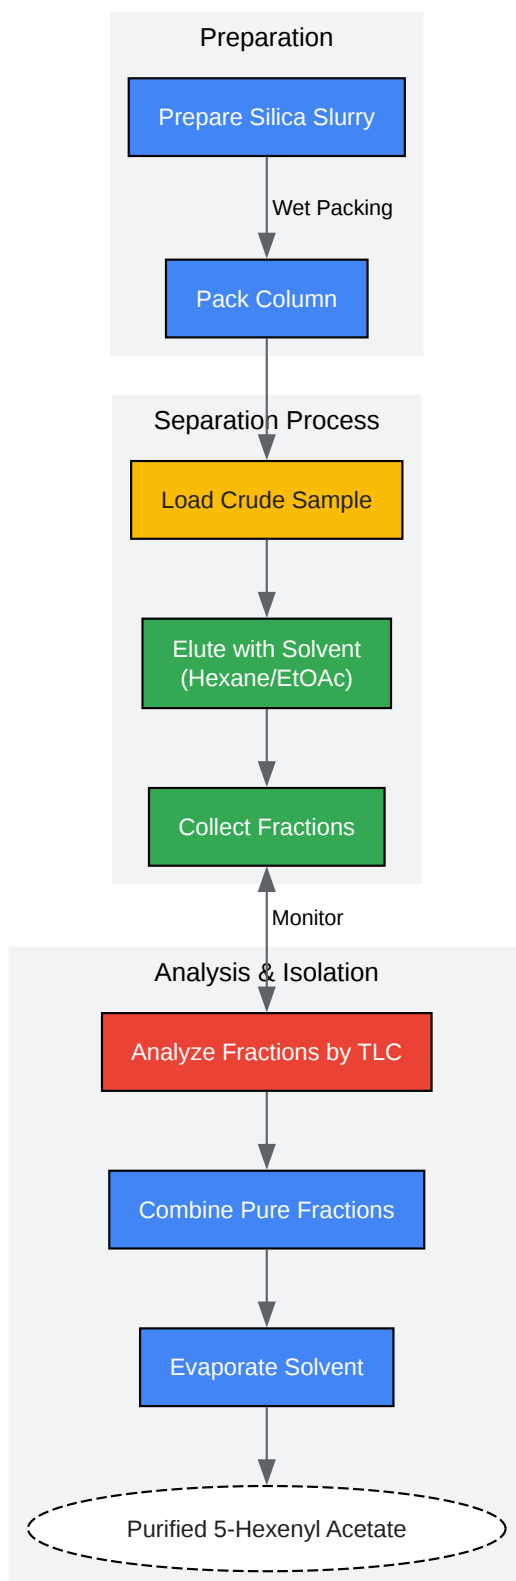 Preparation
Prepare Silica Slurry
Wet Packing
Pack Column
Separation Process
Load Crude Sample
Elute with Solvent
(Hexane/EtOAc)
Collect Fractions
Monitor
Analysis & Isolation
Analyze Fractions by TLC
Combine Pure Fractions
Evaporate Solvent
Purified 5-Hexenyl Acetate